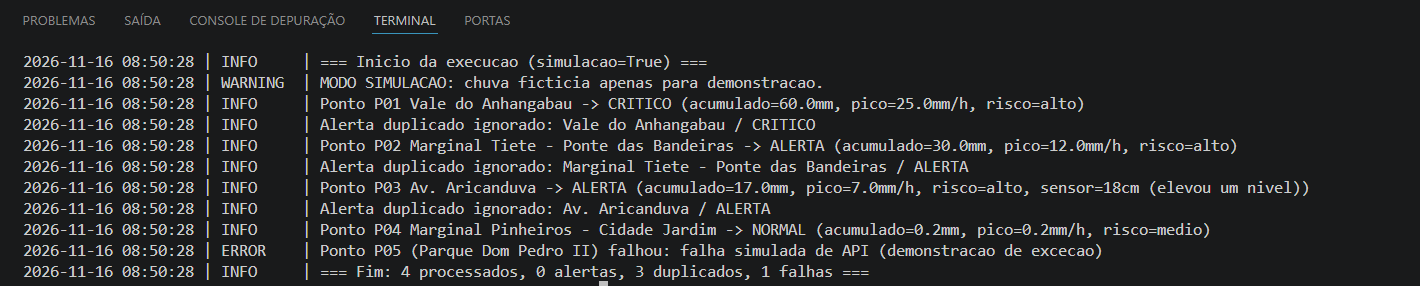 PROBLEMAS SAÍDA CONSOLE DE DEPURAÇÃO TERMINAL PORTAS
2026-11-16 08:50:28 | INFO | === Inicio da execucao (simulacao=True) ===
2026-11-16 08:50:28 | WARNING | MODO SIMULACAO: chuva ficticia apenas para demonstracao.
2026-11-16 08:50:28 | INFO | Ponto P01 Vale do Anhangabau -> CRITICO (acumulado=60.0mm, pico=25.0mm/h, risco=alto)
2026-11-16 08:50:28 | INFO | Alerta duplicado ignorado: Vale do Anhangabau / CRITICO
2026-11-16 08:50:28 | INFO | Ponto P02 Marginal Tiete - Ponte das Bandeiras -> ALERTA (acumulado=30.0mm, pico=12.0mm/h, risco=alto)
2026-11-16 08:50:28 | INFO | Alerta duplicado ignorado: Marginal Tiete - Ponte das Bandeiras / ALERTA
2026-11-16 08:50:28 | INFO | Ponto P03 Av. Aricanduva -> ALERTA (acumulado=17.0mm, pico=7.0mm/h, risco=alto, sensor=18cm (elevou um nivel))
2026-11-16 08:50:28 | INFO | Alerta duplicado ignorado: Av. Aricanduva / ALERTA
2026-11-16 08:50:28 | INFO | Ponto P04 Marginal Pinheiros - Cidade Jardim -> NORMAL (acumulado=0.2mm, pico=0.2mm/h, risco=medio)
2026-11-16 08:50:28 | ERROR | Ponto P05 (Parque Dom Pedro II) falhou: falha simulada de API (demonstracao de excecao)
2026-11-16 08:50:28 | INFO | === Fim: 4 processados, 0 alertas, 3 duplicados, 1 falhas ===